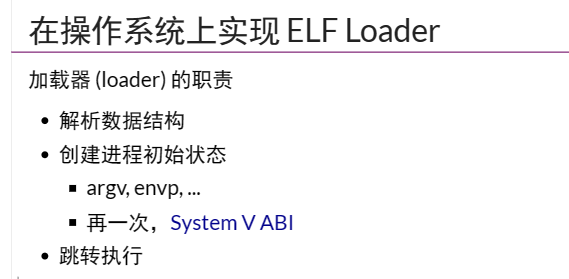 在操作系统上实现 ELF Loader
加载器 (loader) 的职责
解析数据结构
创建进程初始状态
argv, envp, ...
再一次，System V ABI
跳转执行